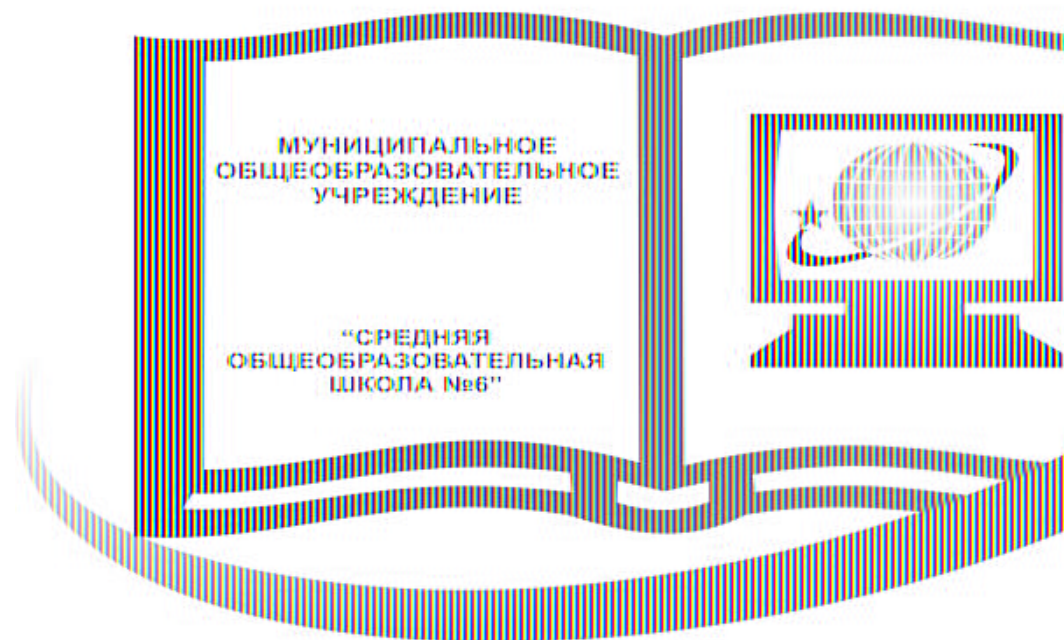 МУНИЦИПАЛЬНОЕ
ОБЩЕОБРАЗОВАТЕЛЬНОЕ
УЧРЕЖДЕНИЕ
“СРЕДНЯЯ
ОБЩЕОБРАЗОВАТЕЛЬНАЯ
ШКОЛА №6”